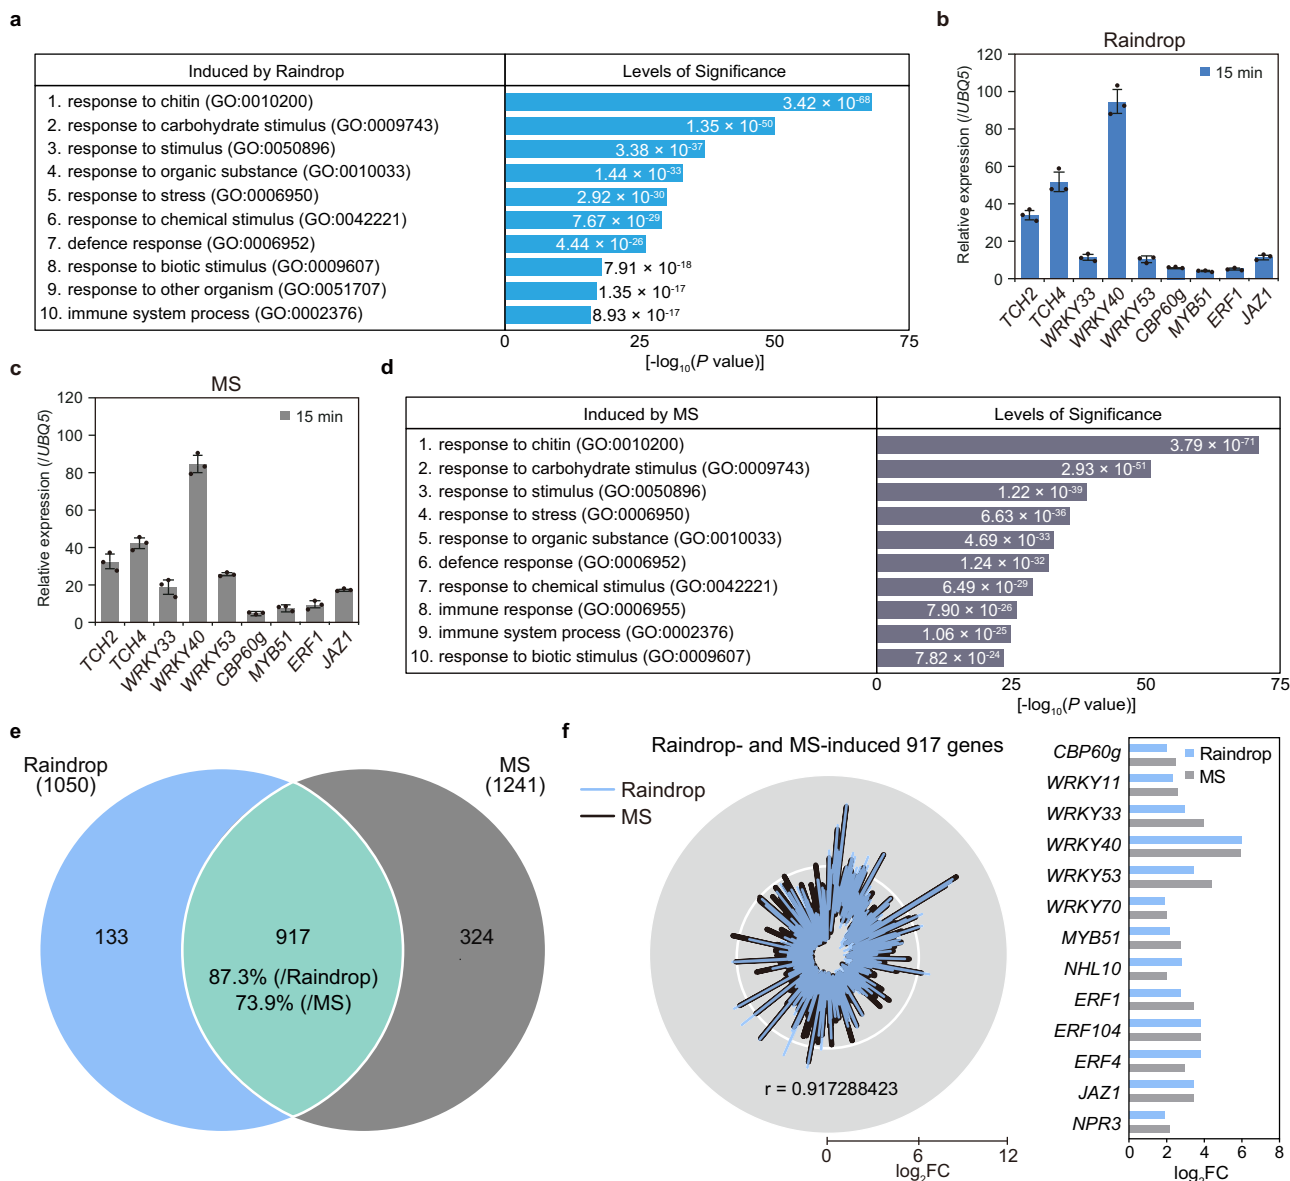 a
Induced by Raindrop
Levels of Significance
1. response to chitin (GO:0010200)
3.42 × 10⁻⁶⁸
2. response to carbohydrate stimulus (GO:0009743)
1.35 × 10⁻⁵⁰
3. response to stimulus (GO:0050896)
3.38 × 10⁻³⁷
4. response to organic substance (GO:0010033)
1.44 × 10⁻³³
5. response to stress (GO:0006950)
2.92 × 10⁻³⁰
6. response to chemical stimulus (GO:0042221)
7.67 × 10⁻²⁹
7. defence response (GO:0006952)
4.44 × 10⁻²⁶
8. response to biotic stimulus (GO:0009607)
7.91 × 10⁻¹⁸
9. response to other organism (GO:0051707)
1.35 × 10⁻¹⁷
10. immune system process (GO:0002376)
8.93 × 10⁻¹⁷
0 25 50 75
[-log₁₀(P value)]
b
Raindrop
15 min
Relative expression (/UBQ5)
120
100
80
60
40
20
0
TCH2 TCH4 WRKY33 WRKY40 WRKY53 CBP60g MYB51 ERF1 JAZ1
c
MS
15 min
Relative expression (/UBQ5)
120
100
80
60
40
20
0
TCH2 TCH4 WRKY33 WRKY40 WRKY53 CBP60g MYB51 ERF1 JAZ1
d
Induced by MS
Levels of Significance
1. response to chitin (GO:0010200)
3.79 × 10⁻⁷¹
2. response to carbohydrate stimulus (GO:0009743)
2.93 × 10⁻⁵¹
3. response to stimulus (GO:0050896)
1.22 × 10⁻³⁹
4. response to stress (GO:0006950)
6.63 × 10⁻³⁶
5. response to organic substance (GO:0010033)
4.69 × 10⁻³³
6. defence response (GO:0006952)
1.24 × 10⁻³²
7. response to chemical stimulus (GO:0042221)
6.49 × 10⁻²⁹
8. immune response (GO:0006955)
7.90 × 10⁻²⁶
9. immune system process (GO:0002376)
1.06 × 10⁻²⁵
10. response to biotic stimulus (GO:0009607)
7.82 × 10⁻²⁴
0 25 50 75
[-log₁₀(P value)]
e
Raindrop
(1050)
MS
(1241)
133
917
324
87.3% (/Raindrop)
73.9% (/MS)
f
Raindrop- and MS-induced 917 genes
Raindrop
MS
r = 0.917288423
0 6 12
log₂FC
Raindrop
MS
CBP60g
WRKY11
WRKY33
WRKY40
WRKY53
WRKY70
MYB51
NHL10
ERF1
ERF104
ERF4
JAZ1
NPR3
0 2 4 6 8
log₂FC